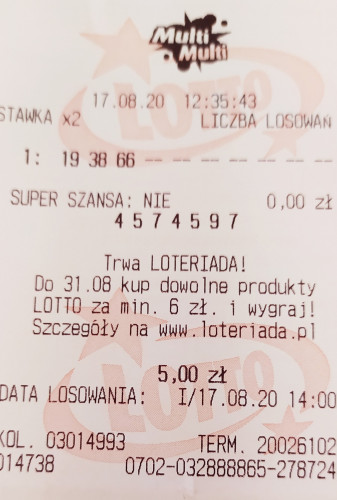 Multi
Multi
17.08.20 12:35:43
STAWKA x2 LICZBA LOSOWAŃ
1: 19 38 66 -- -- -- -- -- -- --
SUPER SZANSA: NIE 0,00 zł
4574597
Trwa LOTERIADA!
Do 31.08 kup dowolne produkty
LOTTO za min. 6 zł. i wygraj!
Szczegóły na www.loteriada.pl
5,00 zł
DATA LOSOWANIA: I/17.08.20 14:00
KOL. 03014993 TERM. 20026102
014738 0702-032888865-278724
LOTTO
LOTTO